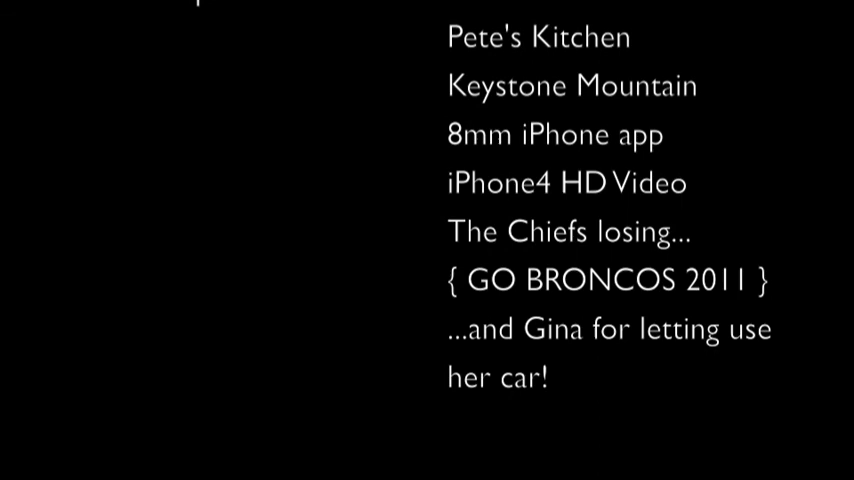 Pete's Kitchen
Keystone Mountain
8mm iPhone app
iPhone4 HD Video
The Chiefs losing...
{ GO BRONCOS 2011 }
...and Gina for letting use
her car!